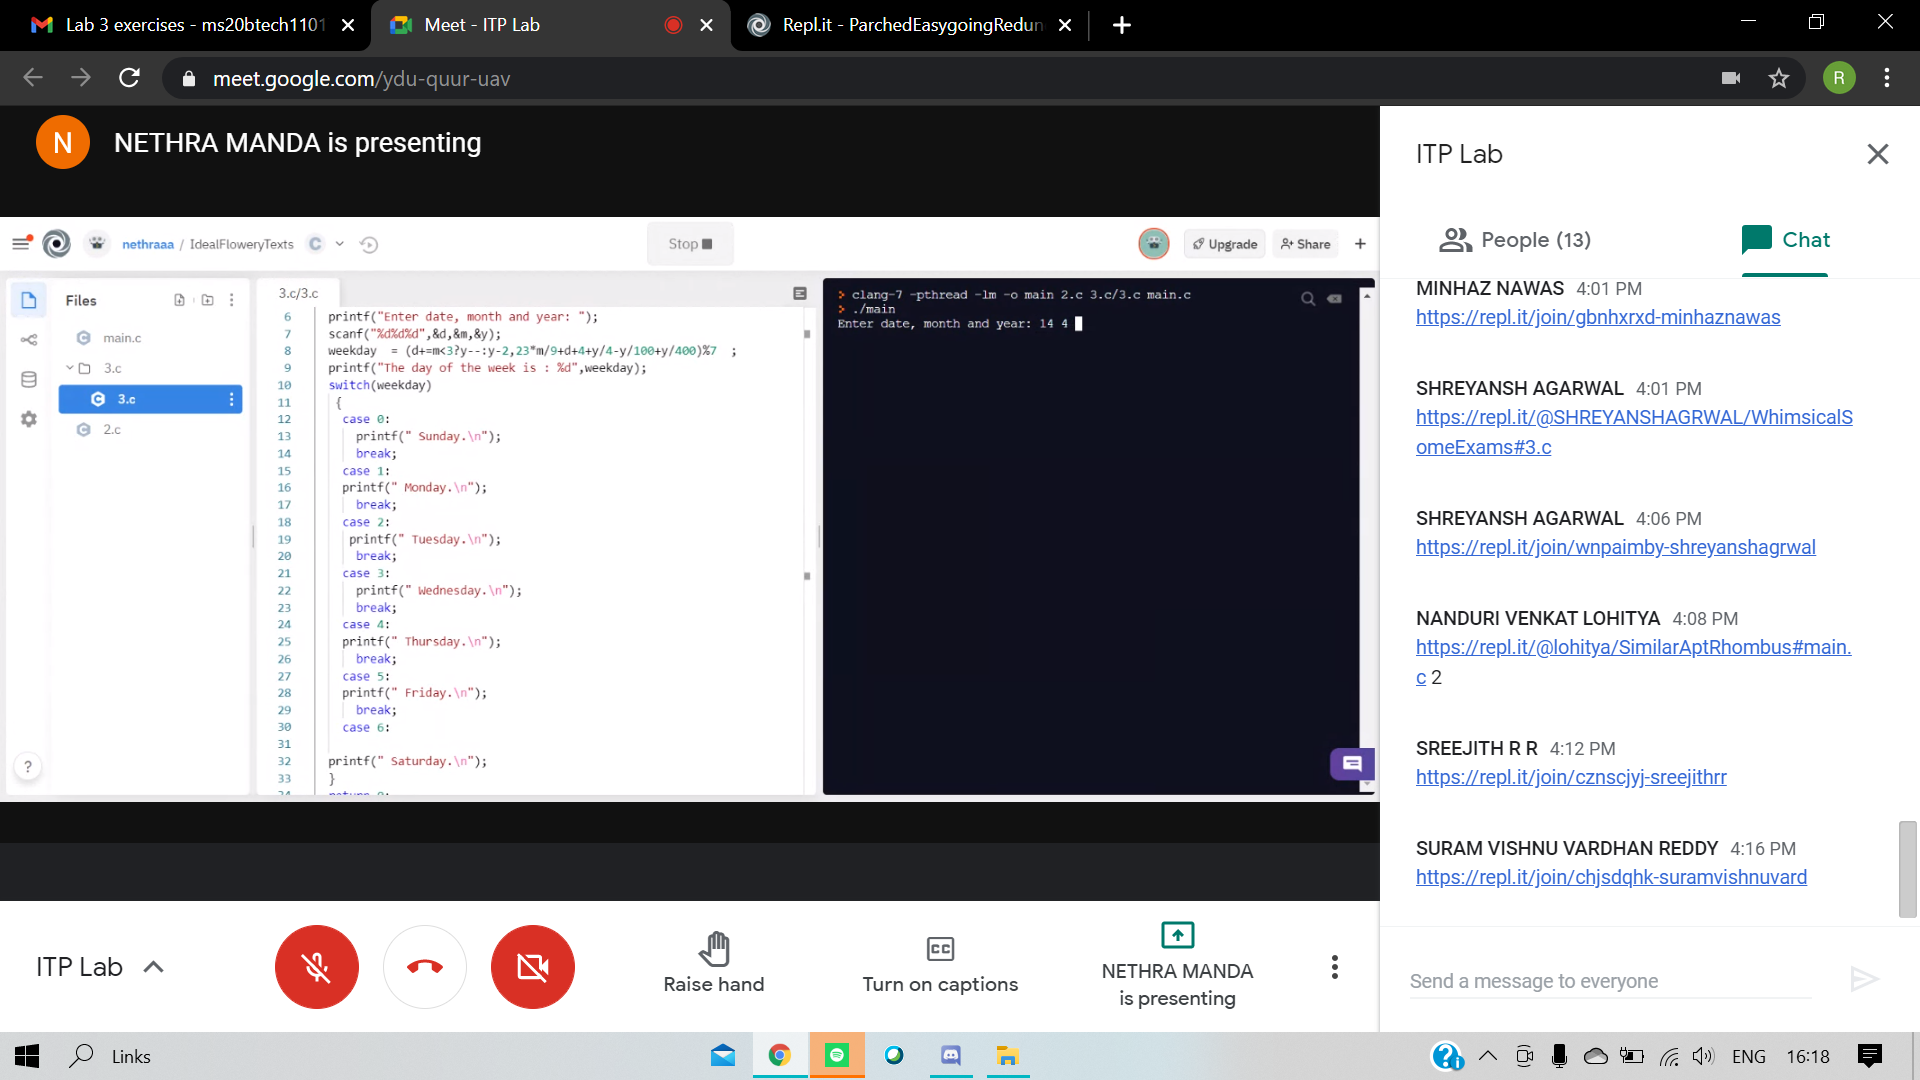 Lab 3 exercises - ms20btech1101
Meet - ITP Lab
Repl.it - ParchedEasygoingRedun
meet.google.com/ydu-quur-uav
R
N
NETHRA MANDA is presenting
nethraaa / IdealFloweryTexts
C
Stop
Upgrade
Share
+
Files
main.c
3.c
3.c
2.c
?
3.c/3.c
6 printf("Enter date, month and year: ");
7 scanf("%d%d%d",&d,&m,&y);
8 weekday  = (d+=m<3?y--:y-2,23*m/9+d+4+y/4-y/100+y/400)%7  ;
9 printf("The day of the week is : %d",weekday);
10 switch(weekday)
11 {
12 case 0:
13 printf(" Sunday.\n");
14 break;
15 case 1:
16 printf(" Monday.\n");
17 break;
18 case 2:
19 printf(" Tuesday.\n");
20 break;
21 case 3:
22 printf(" Wednesday.\n");
23 break;
24 case 4:
25 printf(" Thursday.\n");
26 break;
27 case 5:
28 printf(" Friday.\n");
29 break;
30 case 6:
31
32 printf(" Saturday.\n");
33 }
34 return 0;
> clang-7 -pthread -lm -o main 2.c 3.c/3.c main.c
> ./main
Enter date, month and year: 14 4
ITP Lab
People (13)
Chat
MINHAZ NAWAS 4:01 PM
https://repl.it/join/gbnhxrxd-minhaznawas
SHREYANSH AGARWAL 4:01 PM
https://repl.it/@SHREYANSHAGRWAL/WhimsicalS
omeExams#3.c
SHREYANSH AGARWAL 4:06 PM
https://repl.it/join/wnpaimby-shreyanshagrwal
NANDURI VENKAT LOHITYA 4:08 PM
https://repl.it/@lohitya/SimilarAptRhombus#main.
c 2
SREEJITH R R 4:12 PM
https://repl.it/join/cznscjyj-sreejithrr
SURAM VISHNU VARDHAN REDDY 4:16 PM
https://repl.it/join/chjsdqhk-suramvishnuvard
Send a message to everyone
ITP Lab
Raise hand
CC
Turn on captions
NETHRA MANDA
is presenting
Links
ENG
16:18